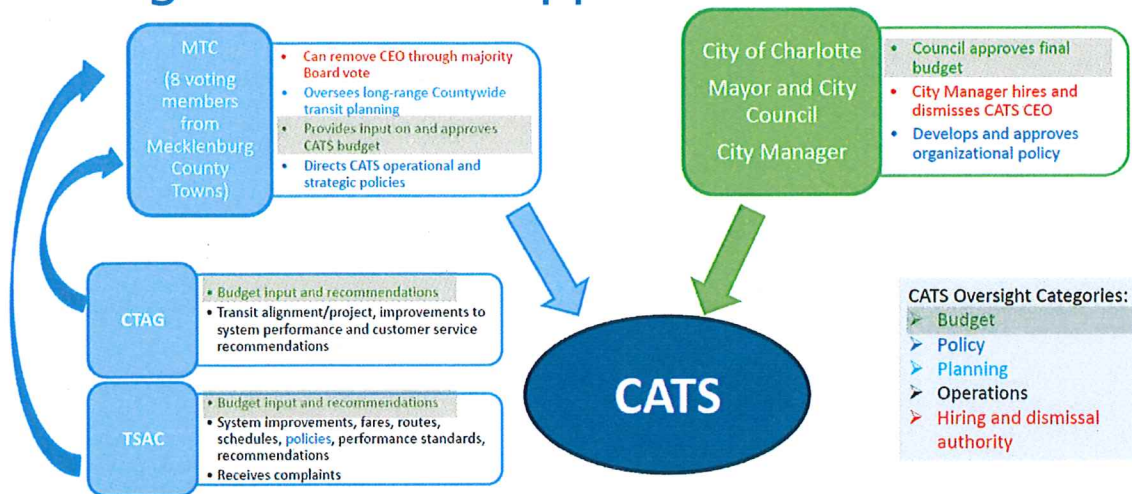 MTC
(8 voting
members
from
Mecklenburg
County
Towns)
• Can remove CEO through majority
Board vote
• Oversees long-range Countywide
transit planning
• Provides input on and approves
CATS budget
• Directs CATS operational and
strategic policies
City of Charlotte
Mayor and City
Council
City Manager
• Council approves final
budget
• City Manager hires and
dismisses CATS CEO
• Develops and approves
organizational policy
CTAG
• Budget input and recommendations
• Transit alignment/project, improvements to
system performance and customer service
recommendations
TSAC
• Budget input and recommendations
• System improvements, fares, routes,
schedules, policies, performance standards,
recommendations
• Receives complaints
CATS
CATS Oversight Categories:
➢ Budget
➢ Policy
➢ Planning
➢ Operations
➢ Hiring and dismissal
authority